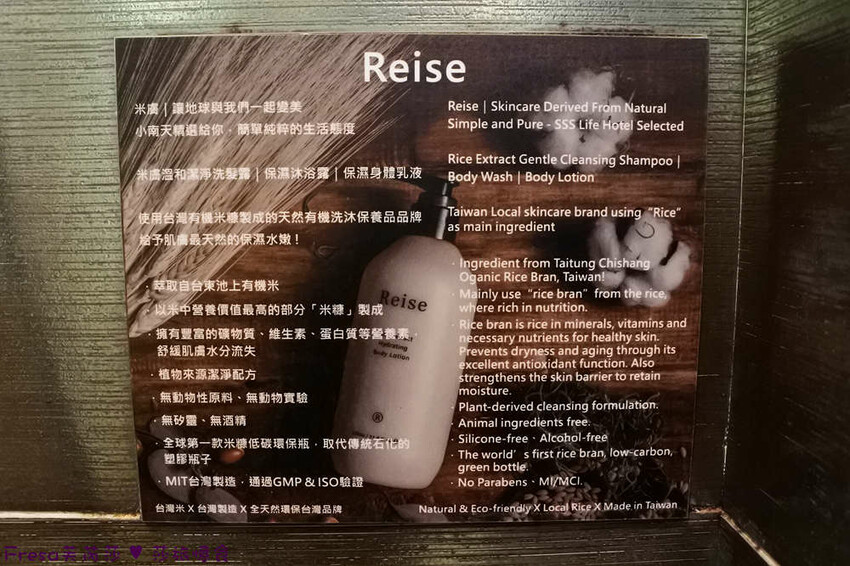 Reise
米膚 | 讓地球與我們一起變美
小南天精選給你，簡單純粹的生活態度
米膚溫和潔淨洗髮露 | 保濕沐浴露 | 保濕身體乳液
使用台灣有機米糠製成的天然有機洗沐保養品品牌
給予肌膚最天然的保濕水嫩！
· 萃取自台東池上有機米
· 以米中營養價值最高的部分「米糠」製成
· 擁有豐富的礦物質、維生素、蛋白質等營養素，
舒緩肌膚水分流失
· 植物來源潔淨配方
· 無動物性原料、無動物實驗
· 無矽靈、無酒精
· 全球第一款米糠低碳環保瓶，取代傳統石化的
塑膠瓶子
· MIT台灣製造，通過GMP & ISO驗證
台灣米 X 台灣製造 X 全天然環保台灣品牌
Reise | Skincare Derived From Natural
Simple and Pure - SSS Life Hotel Selected
Rice Extract Gentle Cleansing Shampoo |
Body Wash | Body Lotion
Taiwan Local skincare brand using “Rice”
as main ingredient
· Ingredient from Taitung Chishang
Oganic Rice Bran, Taiwan!
· Mainly use “rice bran” from the rice,
where rich in nutrition.
· Rice bran is rice in minerals, vitamins and
necessary nutrients for healthy skin.
Prevents dryness and aging through its
excellent antioxidant function. Also
strengthens the skin barrier to retain
moisture.
· Plant-derived cleansing formulation.
· Animal ingredients free.
· Silicone-free、Alcohol-free
· The world’s first rice bran, low-carbon,
green bottle.
· No Parabens、MI/MCI.
Natural & Eco-friendly X Local Rice X Made in Taiwan
Reise
Hydrating
Body Lotion
®
Fresa